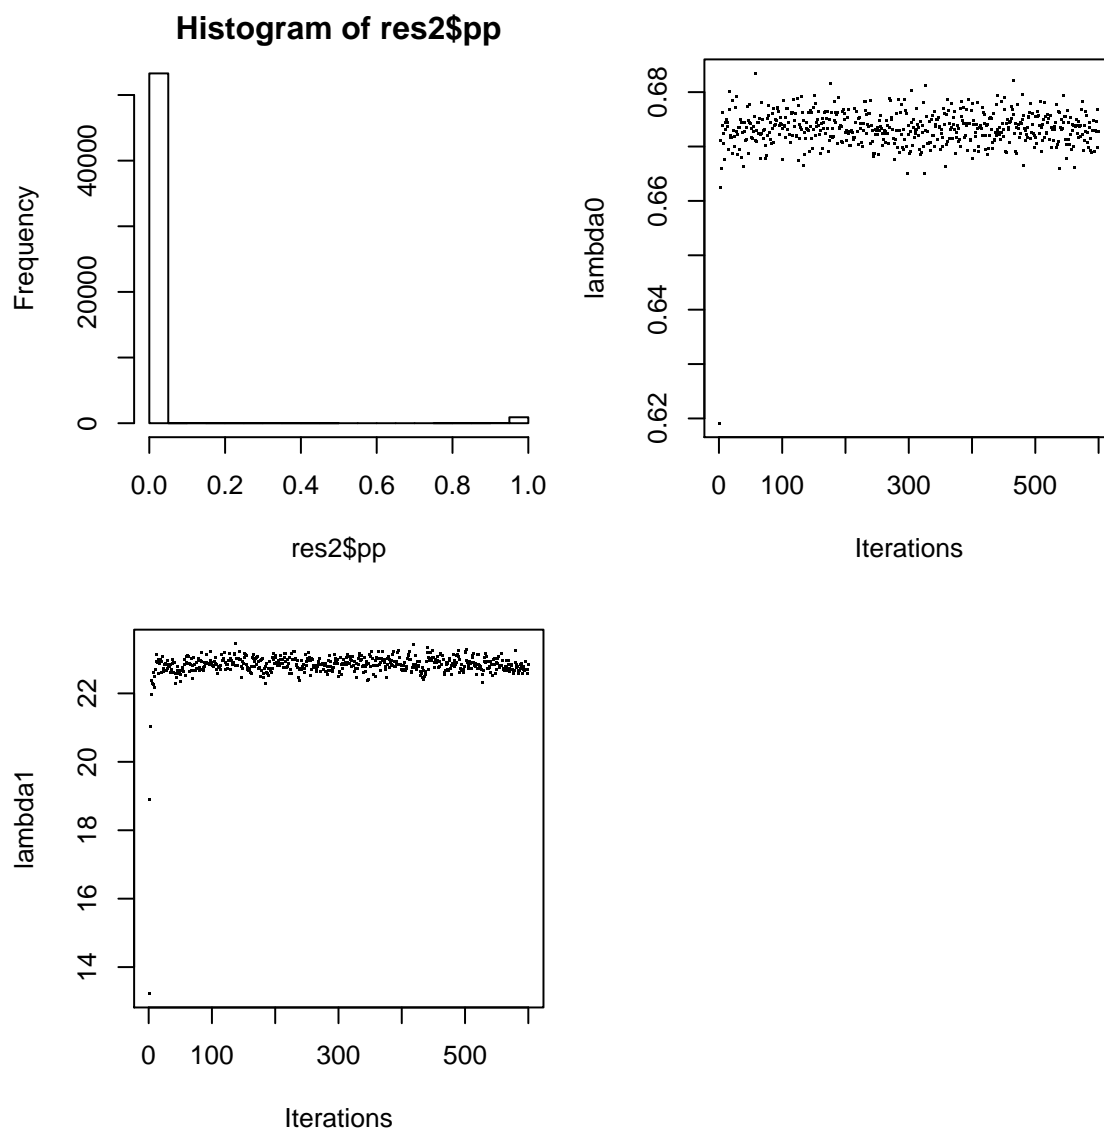 Histogram of res2$pp
Frequency
0
20000
40000
0.0 0.2 0.4 0.6 0.8 1.0
res2$pp
lambda0
0.62
0.64
0.66
0.68
0 100 300 500
Iterations
lambda1
14
16
18
20
22
0 100 300 500
Iterations